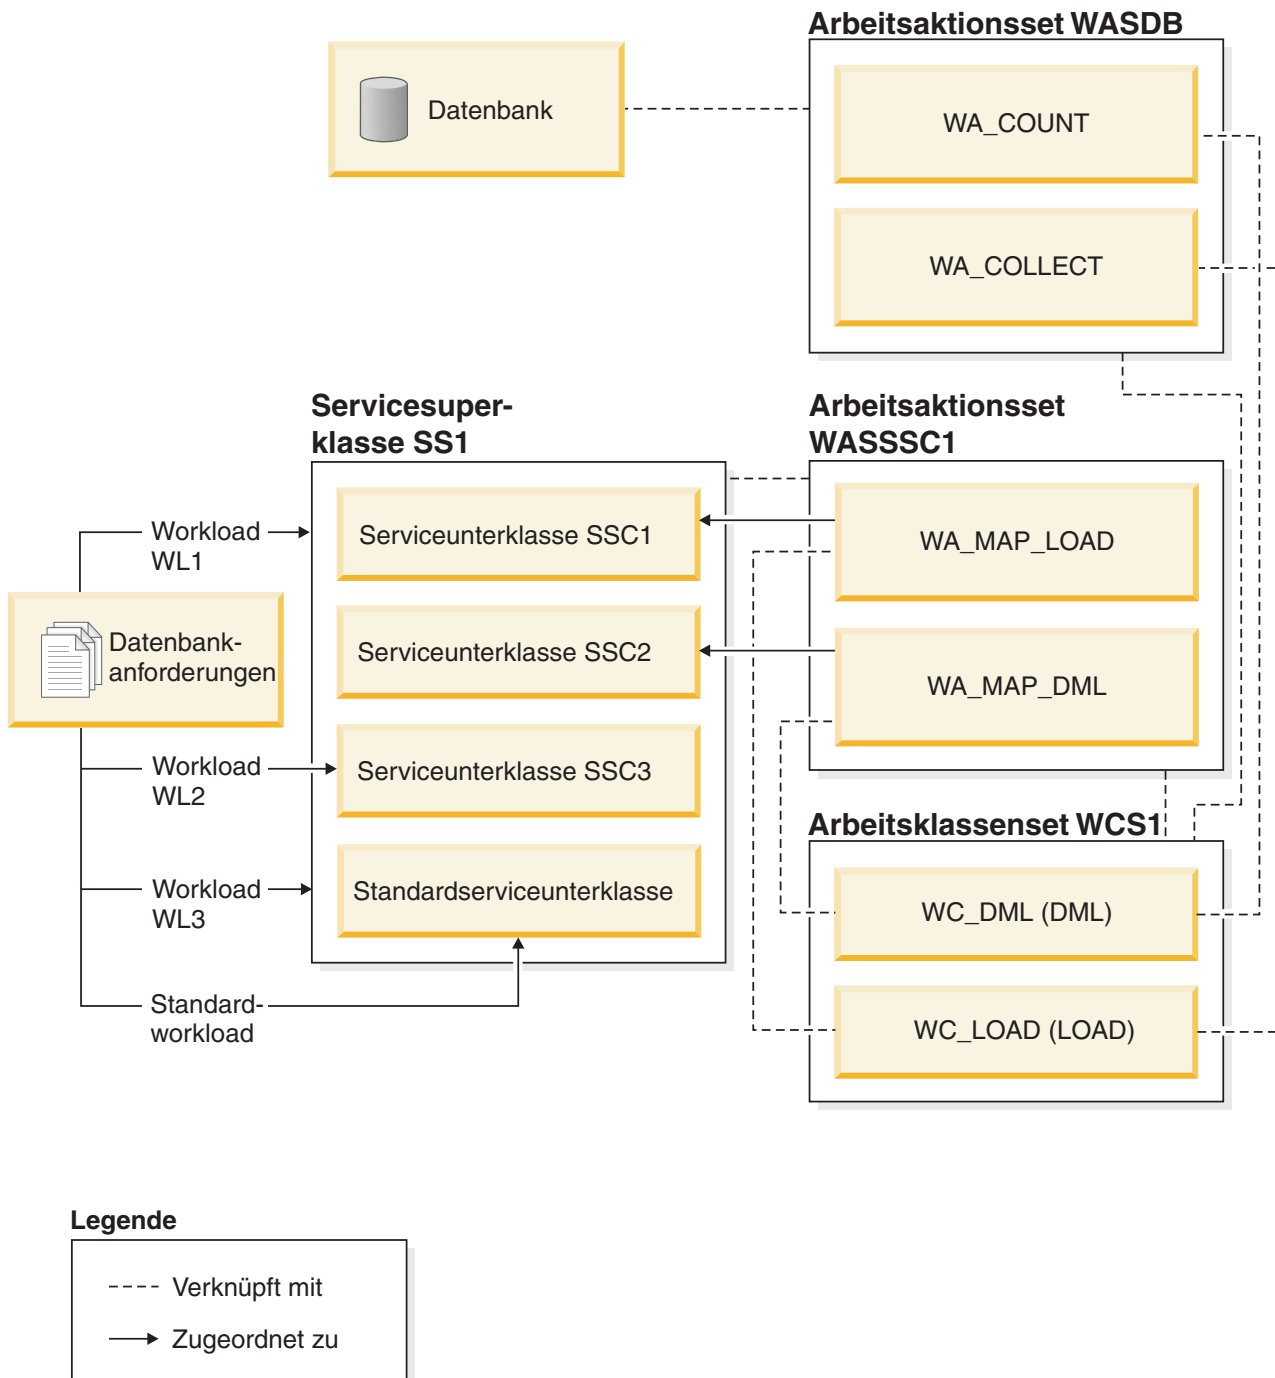 Arbeitsaktionsset WASDB
Datenbank
WA_COUNT
WA_COLLECT
Servicesuper-
klasse SS1
Arbeitsaktionsset
WASSSC1
Workload
WL1
Serviceunterklasse SSC1
WA_MAP_LOAD
Datenbank-
anforderungen
Serviceunterklasse SSC2
WA_MAP_DML
Workload
WL2
Serviceunterklasse SSC3
Arbeitsklassenset WCS1
Workload
WL3
Standardserviceunterklasse
WC_DML (DML)
Standard-
workload
WC_LOAD (LOAD)
Legende
Verknüpft mit
Zugeordnet zu